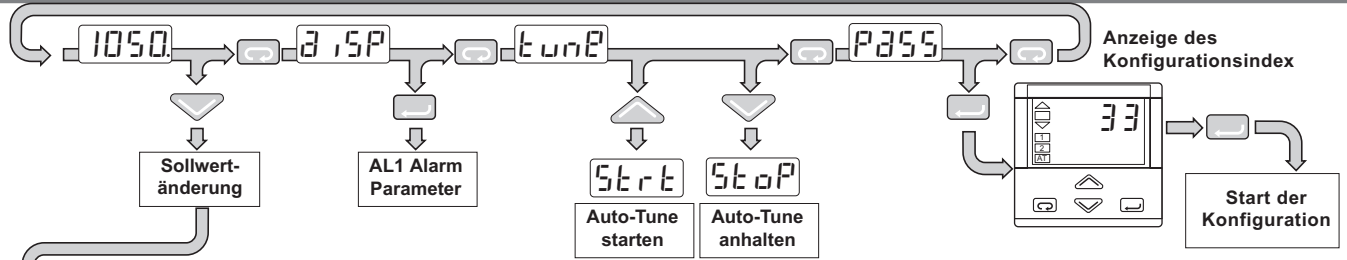 1050.
diSP
tunE
PASS
Anzeige des
Konfigurationsindex
33
1
2
AT
Sollwert-
änderung
AL1 Alarm
Parameter
Strt
StoP
Auto-Tune
starten
Auto-Tune
anhalten
Start der
Konfiguration